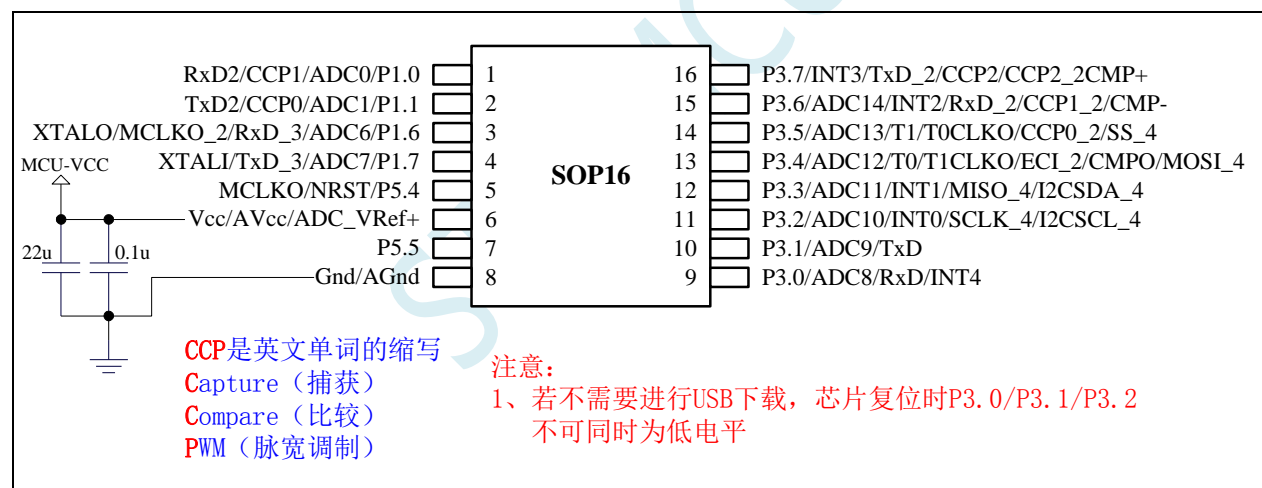 RxD2/CCP1/ADC0/P1.0 1 16 P3.7/INT3/TxD_2/CCP2/CCP2_2CMP+
TxD2/CCP0/ADC1/P1.1 2 15 P3.6/ADC14/INT2/RxD_2/CCP1_2/CMP-
XTALO/MCLKO_2/RxD_3/ADC6/P1.6 3 14 P3.5/ADC13/T1/T0CLKO/CCP0_2/SS_4
MCU-VCC
XTALI/TxD_3/ADC7/P1.7 4 13 P3.4/ADC12/T0/T1CLKO/ECI_2/CMPO/MOSI_4
SOP16
MCLKO/NRST/P5.4 5 12 P3.3/ADC11/INT1/MISO_4/I2CSDA_4
Vcc/AVcc/ADC_VRef+ 6 11 P3.2/ADC10/INT0/SCLK_4/I2CSCL_4
22u 0.1u P5.5 7 10 P3.1/ADC9/TxD
Gnd/AGnd 8 9 P3.0/ADC8/RxD/INT4
CCP是英文单词的缩写
Capture（捕获）
Compare（比较）
PWM（脉宽调制）
注意：
1、若不需要进行USB下载，芯片复位时P3.0/P3.1/P3.2
不可同时为低电平